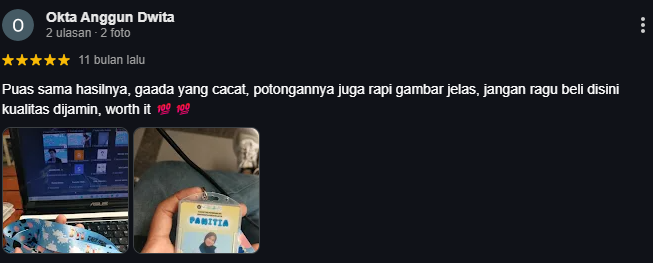 O
Okta Anggun Dwita
2 ulasan · 2 foto
11 bulan lalu
Puas sama hasilnya, gaada yang cacat, potongannya juga rapi gambar jelas, jangan ragu beli disini
kualitas dijamin, worth it 💯 💯
ASUS
PANITIA